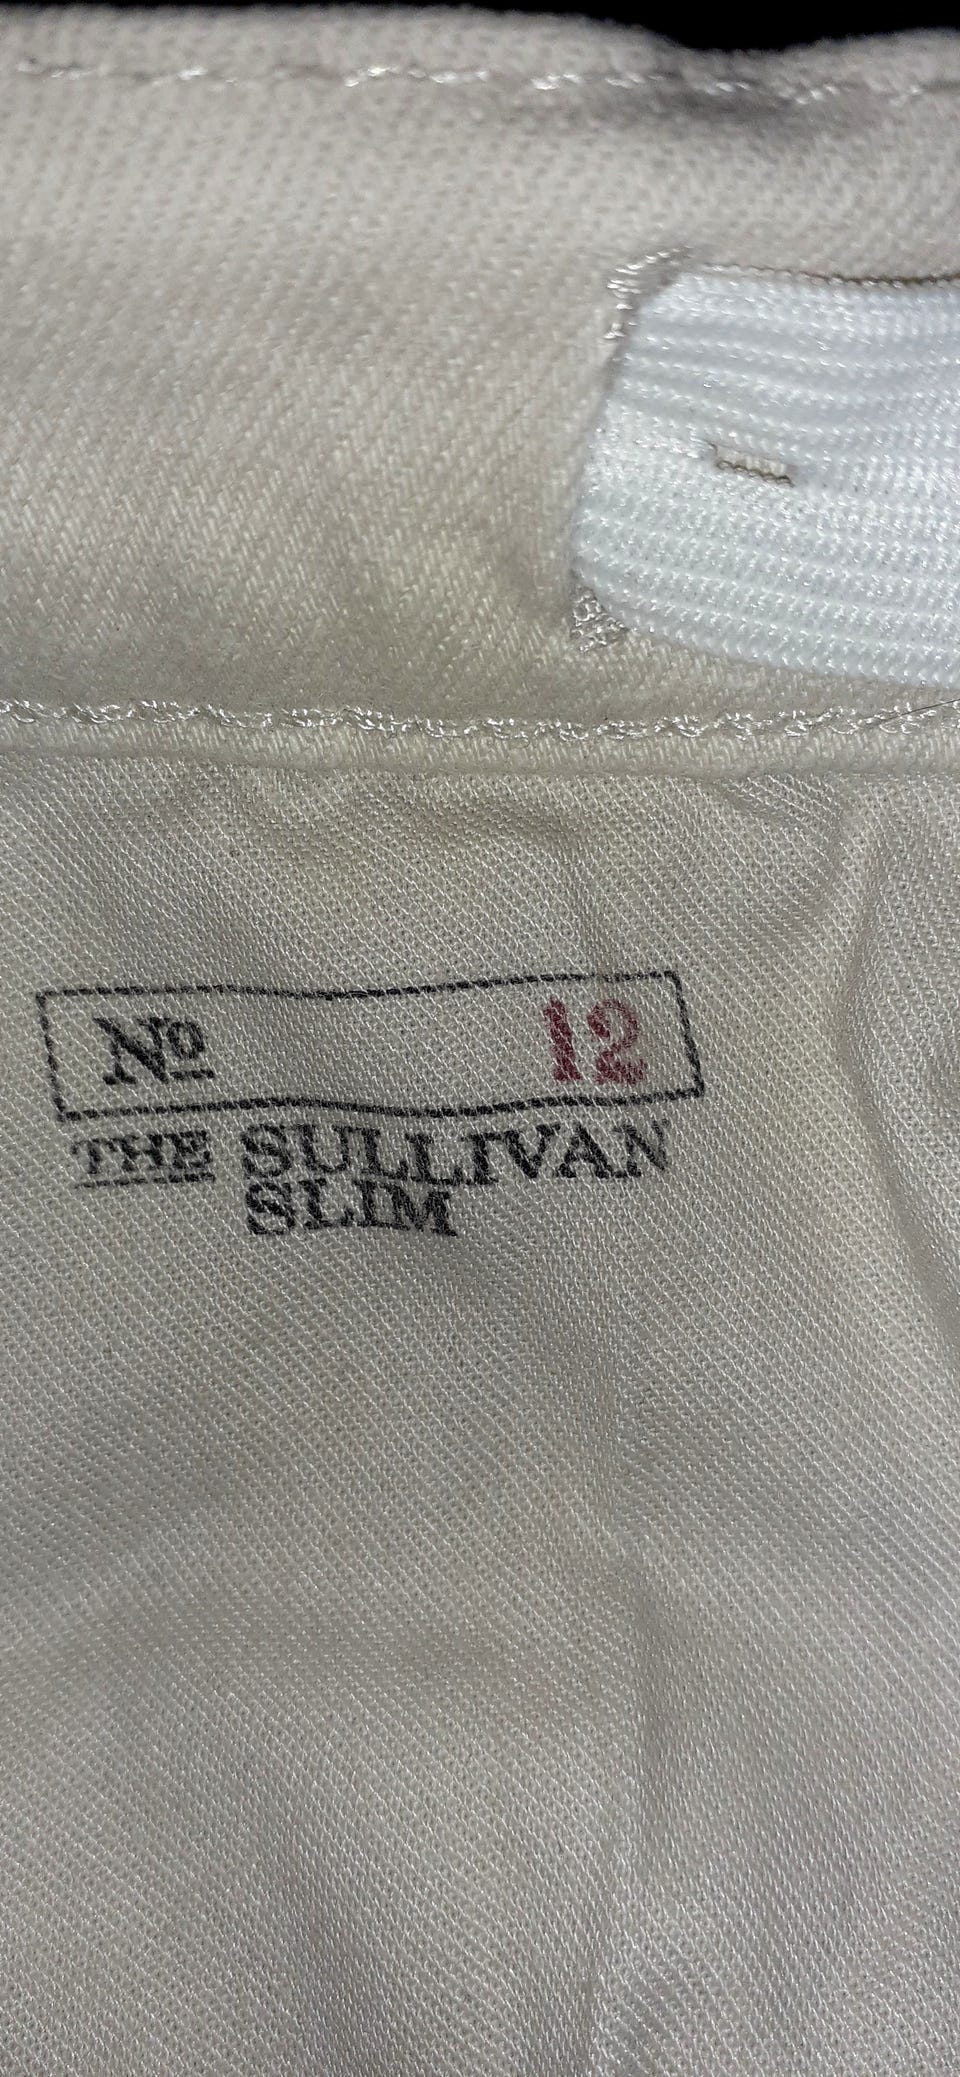 No 12
THE SULLIVAN
SLIM